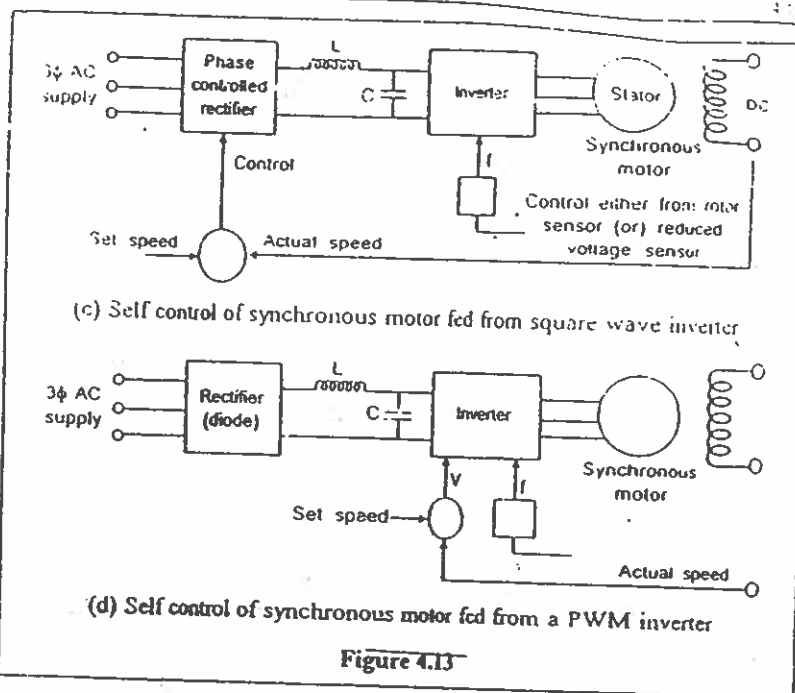 3ϕ AC
supply
Phase
controlled
rectifier
L
C
Inverter
Stator
DC
Synchronous
motor
f
Control
Control either from rotor
sensor (or) reduced
voltage sensor
Set speed
Actual speed
(c) Self control of synchronous motor fed from square wave inverter
3ϕ AC
supply
Rectifier
(diode)
L
C
Inverter
Synchronous
motor
V
f
Set speed
Actual speed
(d) Self control of synchronous motor fed from a PWM inverter
Figure 4.13